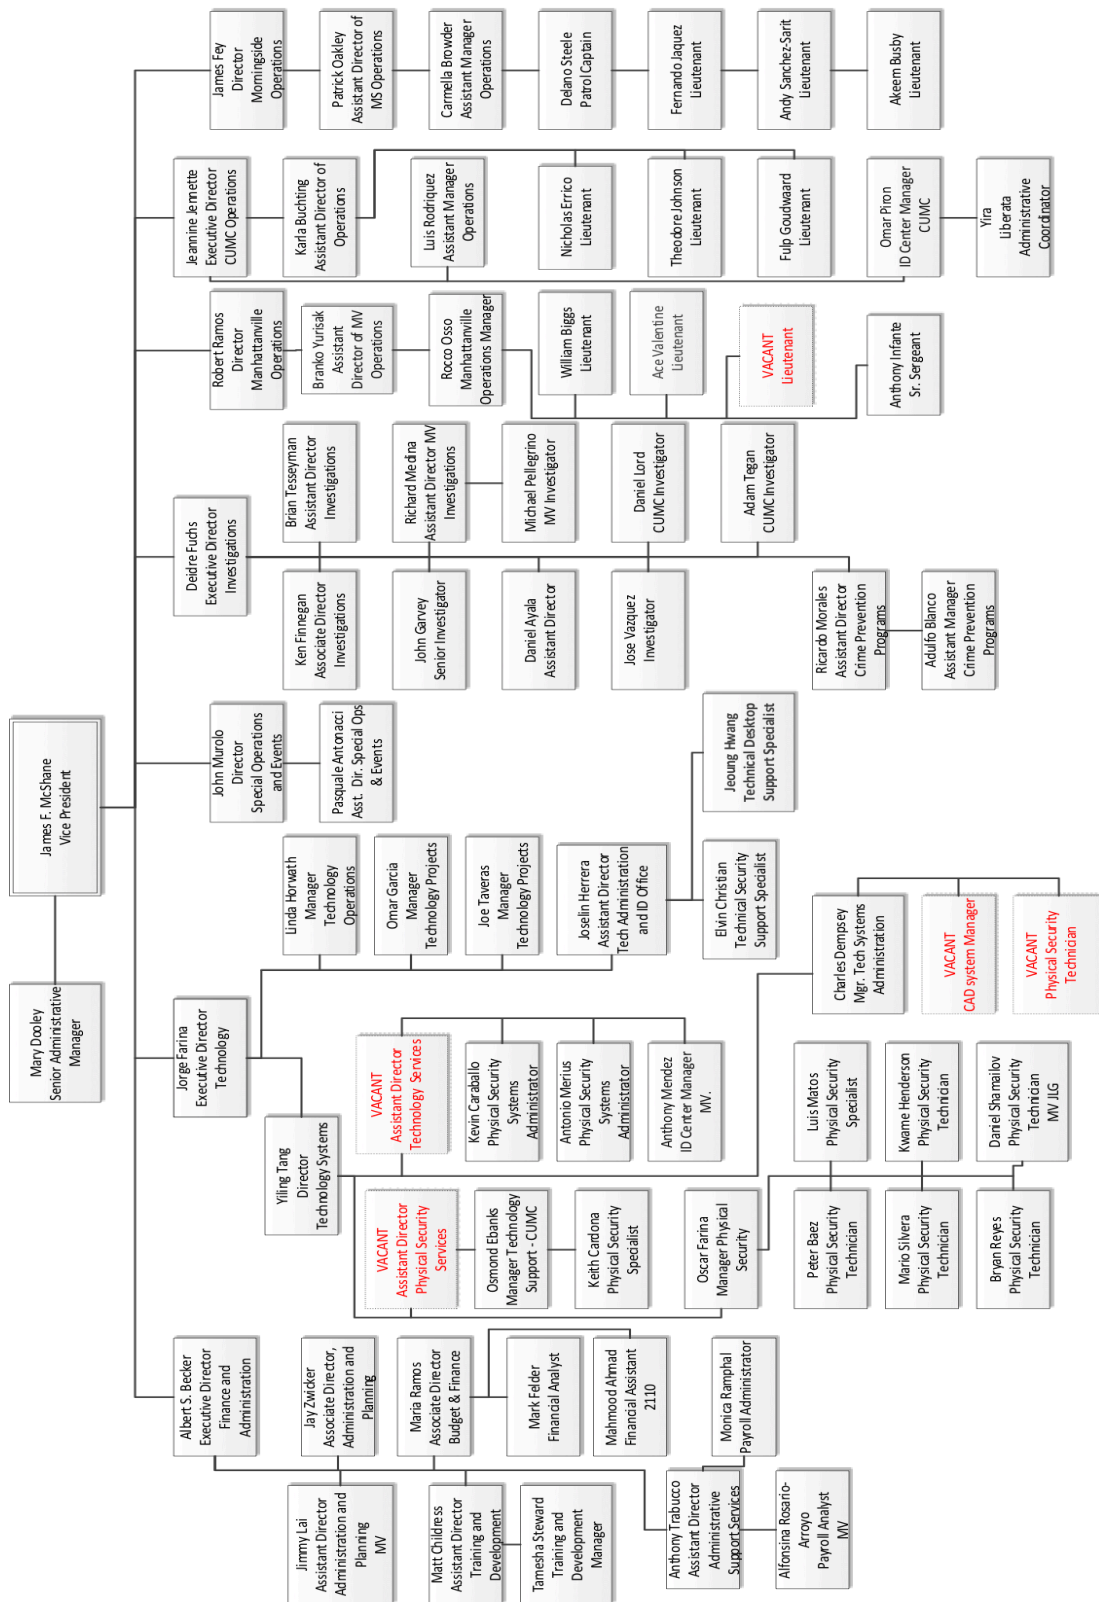 James F. McShane
Vice President
Mary Dooley
Senior Administrative
Manager
Albert S. Becker
Executive Director
Finance and
Administration
Jimmy Lai
Assistant Director
Administration and
Planning
MV
Jay Zwicker
Associate Director,
Administration and
Planning
Matt Childress
Assistant Director
Training and
Development
Tamesha Steward
Training and
Development
Manager
Maria Ramos
Associate Director
Budget & Finance
Mark Felder
Financial Analyst
Mahmood Ahmad
Financial Assistant
2110
Anthony Trabucco
Assistant Director
Administrative
Support Services
Monica Ramphal
Payroll Administrator
Alfonsina Rosario-
Arroyo
Payroll Analyst
MV
Jorge Farina
Executive Director
Technology
Yiling Tang
Director
Technology Systems
VACANT
Assistant Director
Physical Security
Services
Osmond Ebanks
Manager Technology
Support - CUMC
Keith Cardona
Physical Security
Specialist
Oscar Farina
Manager Physical
Security
Peter Baez
Physical Security
Technician
Luis Matos
Physical Security
Specialist
Mario Silvera
Physical Security
Technician
Kwame Henderson
Physical Security
Technician
Bryan Reyes
Physical Security
Technician
Daniel Shamailov
Physical Security
Technician
MV JLG
VACANT
Assistant Director
Technology Services
Kevin Caraballo
Physical Security
Systems
Administrator
Antonio Merius
Physical Security
Systems
Administrator
Anthony Mendez
ID Center Manager
MV.
Charles Dempsey
Mgr. Tech Systems
Administration
VACANT
CAD system Manager
VACANT
Physical Security
Technician
Linda Horwath
Manager
Technology
Operations
Omar Garcia
Manager
Technology Projects
Joe Taveras
Manager
Technology Projects
Joselin Herrera
Assistant Director
Tech Administration
and ID Office
Elvin Christian
Technical Security
Support Specialist
Jeoung Hwang
Technical Desktop
Support Specialist
John Murolo
Director
Special Operations
and Events
Pasquale Antonacci
Asst. Dir. Special Ops
& Events
Deidre Fuchs
Executive Director
Investigations
Ken Finnegan
Associate Director
Investigations
Brian Tesseyman
Assistant Director
Investigations
John Garvey
Senior Investigator
Richard Medina
Assistant Director MV
Investigations
Daniel Ayala
Assistant Director
Michael Pellegrino
MV Investigator
Jose Vazquez
Investigator
Daniel Lord
CUMC Investigator
Adam Tegan
CUMC Investigator
Ricardo Morales
Assistant Director
Crime Prevention
Programs
Adulfo Blanco
Assistant Manager
Crime Prevention
Programs
Robert Ramos
Director
Manhattanville
Operations
Branko Yurisak
Assistant
Director of MV
Operations
Rocco Osso
Manhattanville
Operations Manager
William Biggs
Lieutenant
Ace Valentine
Lieutenant
VACANT
Lieutenant
Anthony Infante
Sr. Sergeant
Jeannine Jennette
Executive Director
CUMC Operations
Karla Buchting
Assistant Director of
Operations
Luis Rodriquez
Assistant Manager
Operations
Nicholas Errico
Lieutenant
Theodore Johnson
Lieutenant
Fulp Goudwaard
Lieutenant
Omar Piron
ID Center Manager
CUMC
Yira
Liberata
Administrative
Coordinator
James Fey
Director
Morningside
Operations
Patrick Oakley
Assistant Director of
MS Operations
Carmella Browder
Assistant Manager
Operations
Delano Steele
Patrol Captain
Fernando Jaquez
Lieutenant
Andy Sanchez-Sarit
Lieutenant
Akeem Busby
Lieutenant